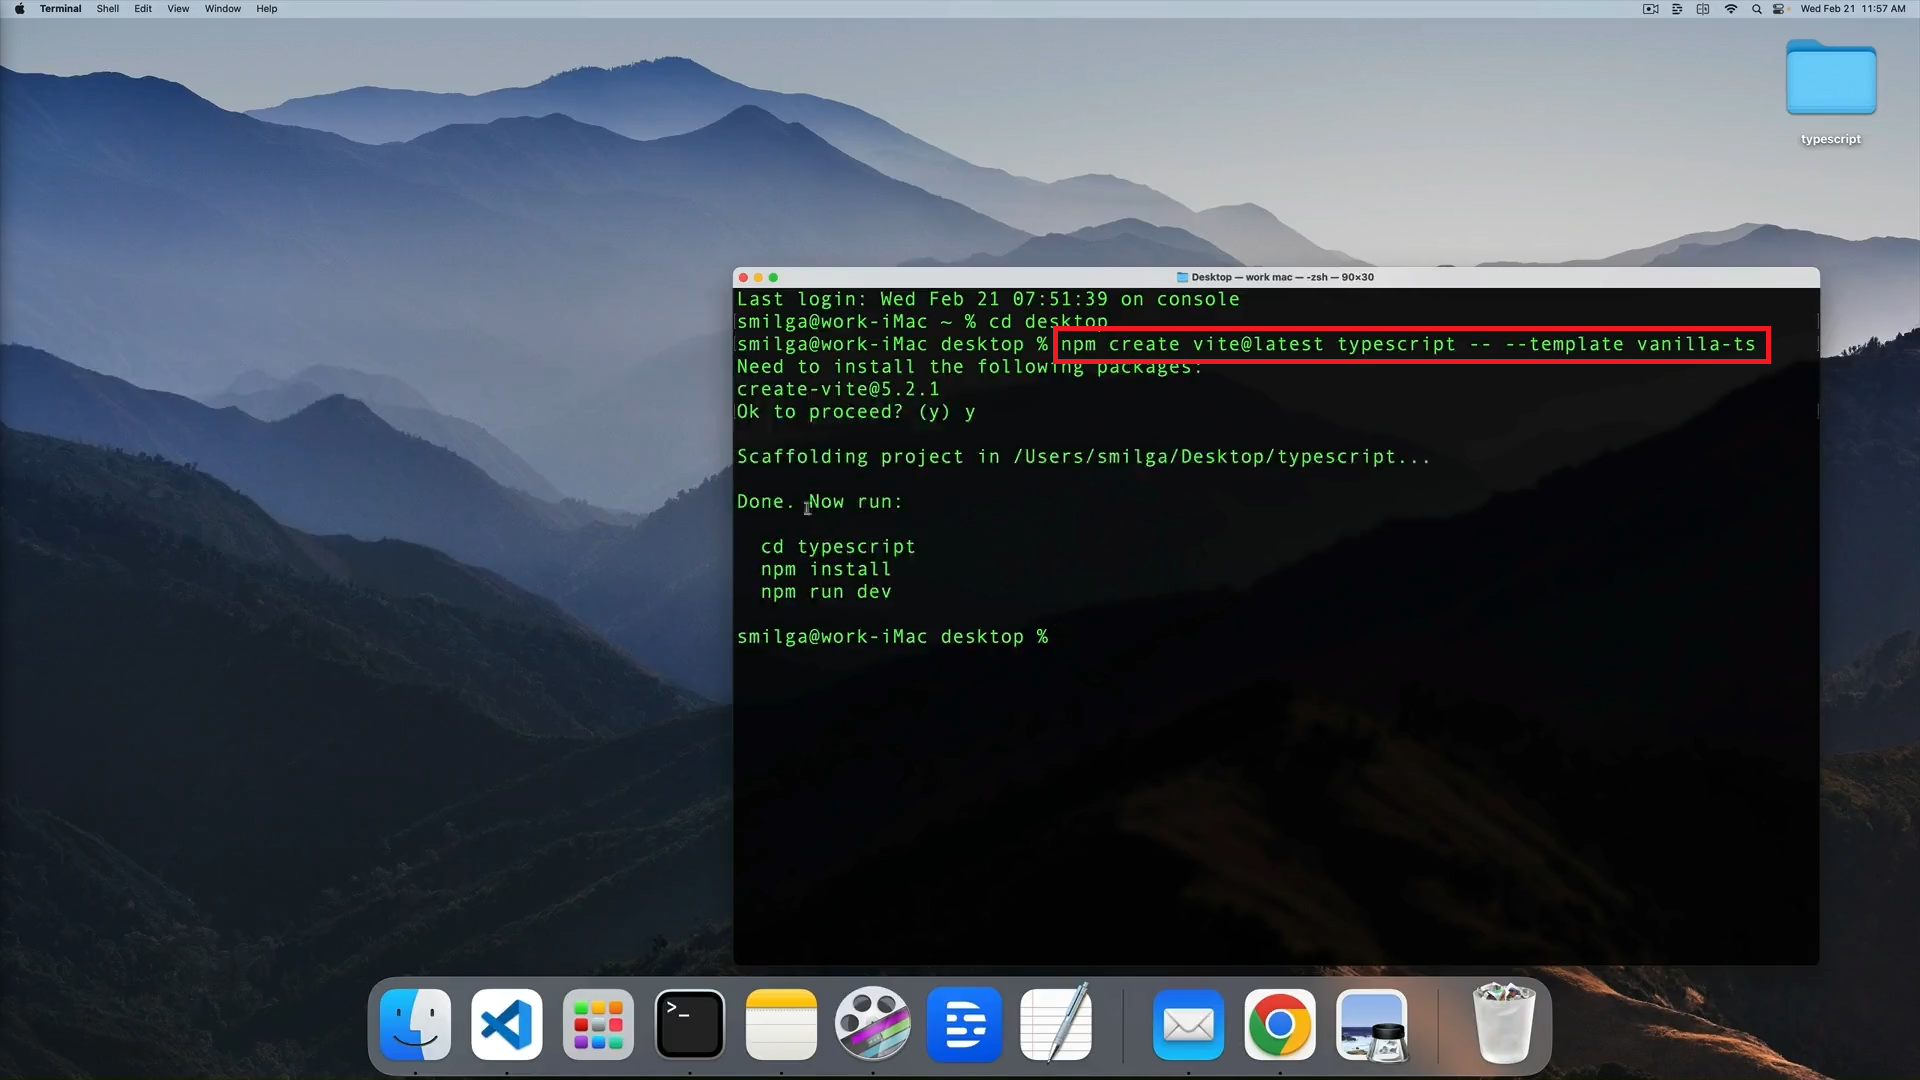 Terminal Shell Edit View Window Help Wed Feb 21 11:57 AM
typescript
Desktop — work mac — -zsh — 90×30
Last login: Wed Feb 21 07:51:39 on console
smilga@work-iMac ~ % cd desktop
smilga@work-iMac desktop % npm create vite@latest typescript -- --template vanilla-ts
Need to install the following packages:
create-vite@5.2.1
Ok to proceed? (y) y
Scaffolding project in /Users/smilga/Desktop/typescript...
Done. Now run:
cd typescript
npm install
npm run dev
smilga@work-iMac desktop %
>_